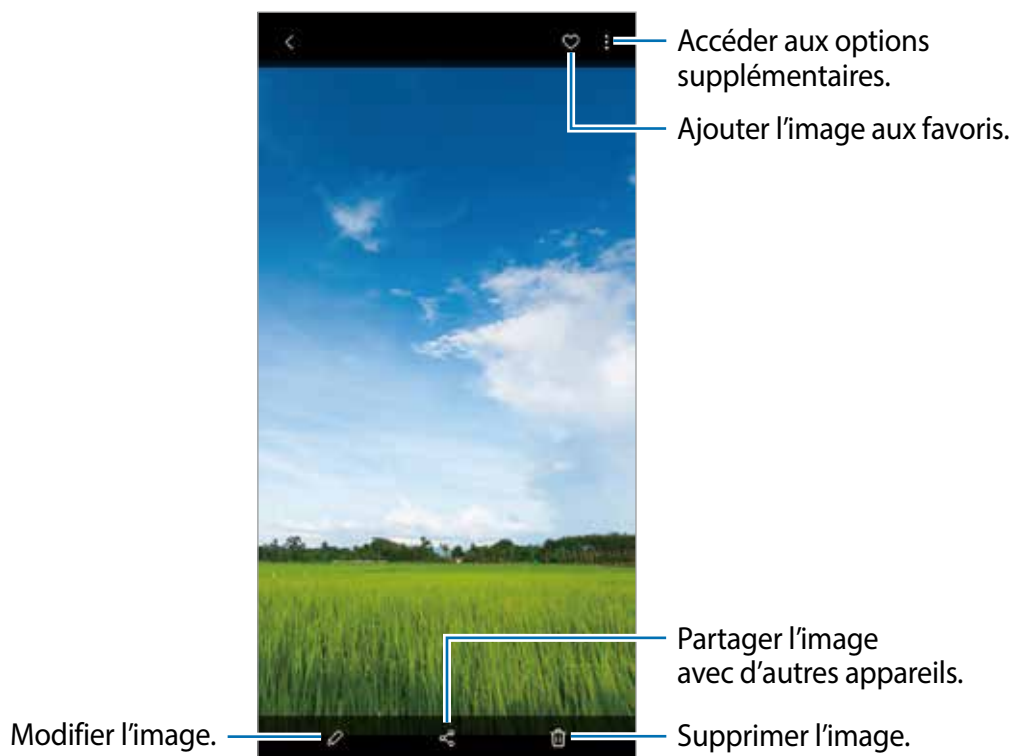 Accéder aux options
supplémentaires.
Ajouter l’image aux favoris.
Partager l’image
avec d’autres appareils.
Modifier l’image.
Supprimer l’image.